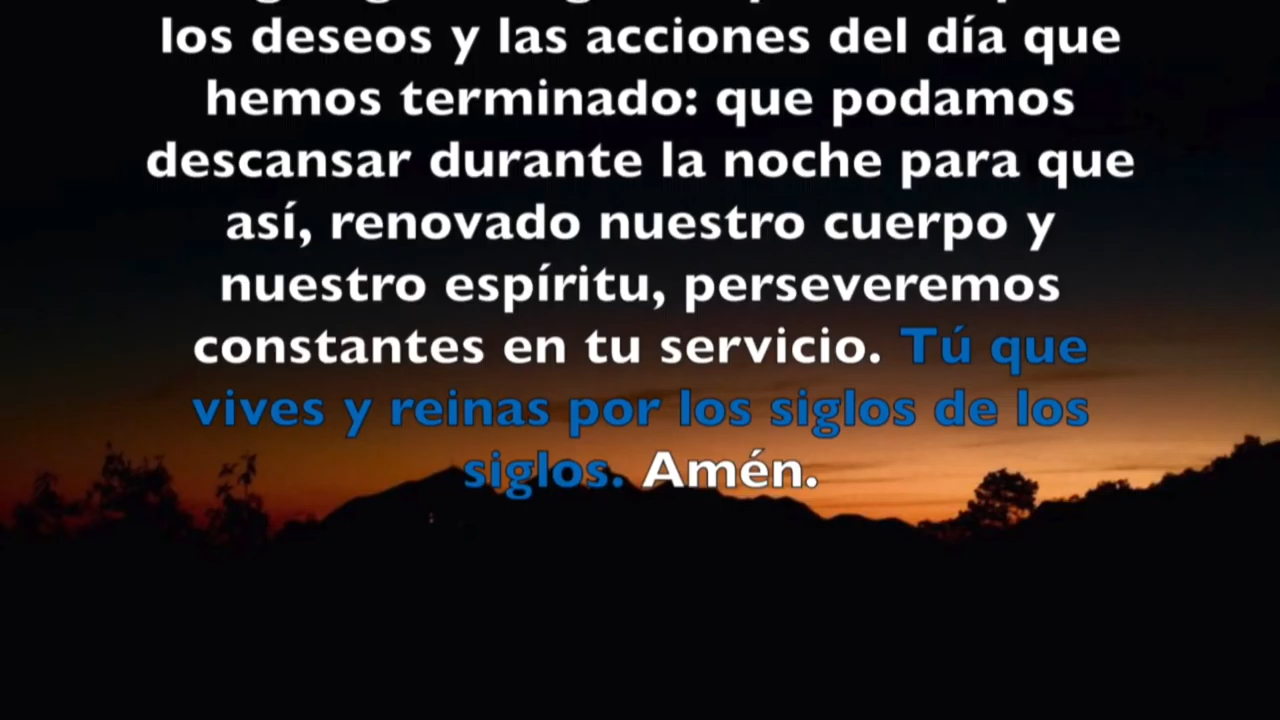 los deseos y las acciones del día que
hemos terminado: que podamos
descansar durante la noche para que
así, renovado nuestro cuerpo y
nuestro espíritu, perseveremos
constantes en tu servicio. Tú que
vives y reinas por los siglos de los
siglos. Amén.